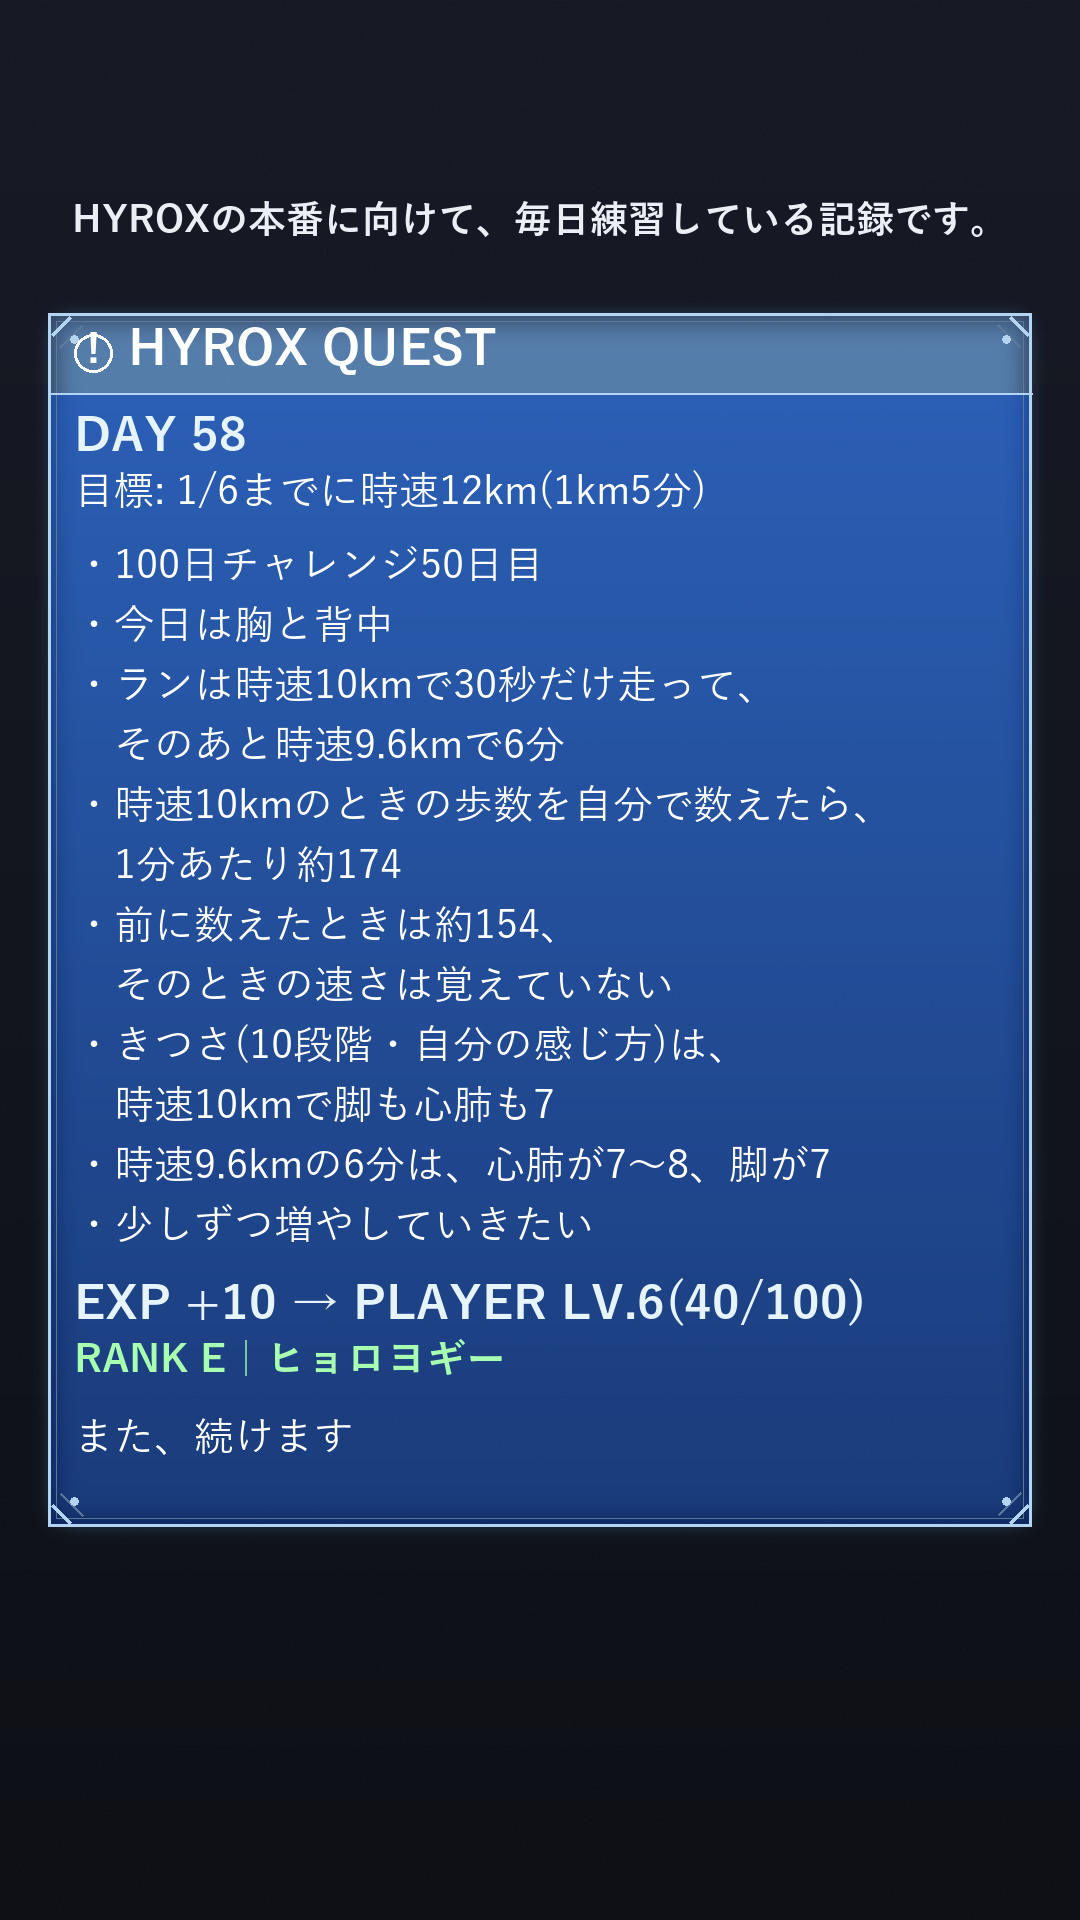 HYROXの本番に向けて、毎日練習している記録です。
! HYROX QUEST
DAY 58
目標: 1/6までに時速12km(1km5分)
・100日チャレンジ50日目
・今日は胸と背中
・ランは時速10kmで30秒だけ走って、
そのあと時速9.6kmで6分
・時速10kmのときの歩数を自分で数えたら、
1分あたり約174
・前に数えたときは約154、
そのときの速さは覚えていない
・きつさ(10段階・自分の感じ方)は、
時速10kmで脚も心肺も7
・時速9.6kmの6分は、心肺が7〜8、脚が7
・少しずつ増やしていきたい
EXP +10 → PLAYER LV.6(40/100)
RANK E｜ヒョロヨギー
また、続けます